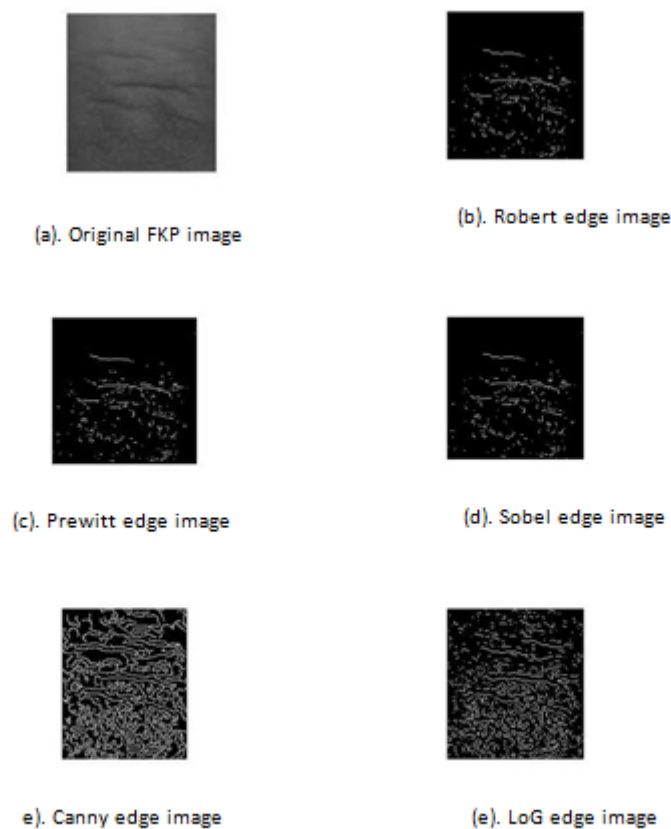 (a). Original FKP image
(b). Robert edge image
(c). Prewitt edge image
(d). Sobel edge image
e). Canny edge image
(e). LoG edge image